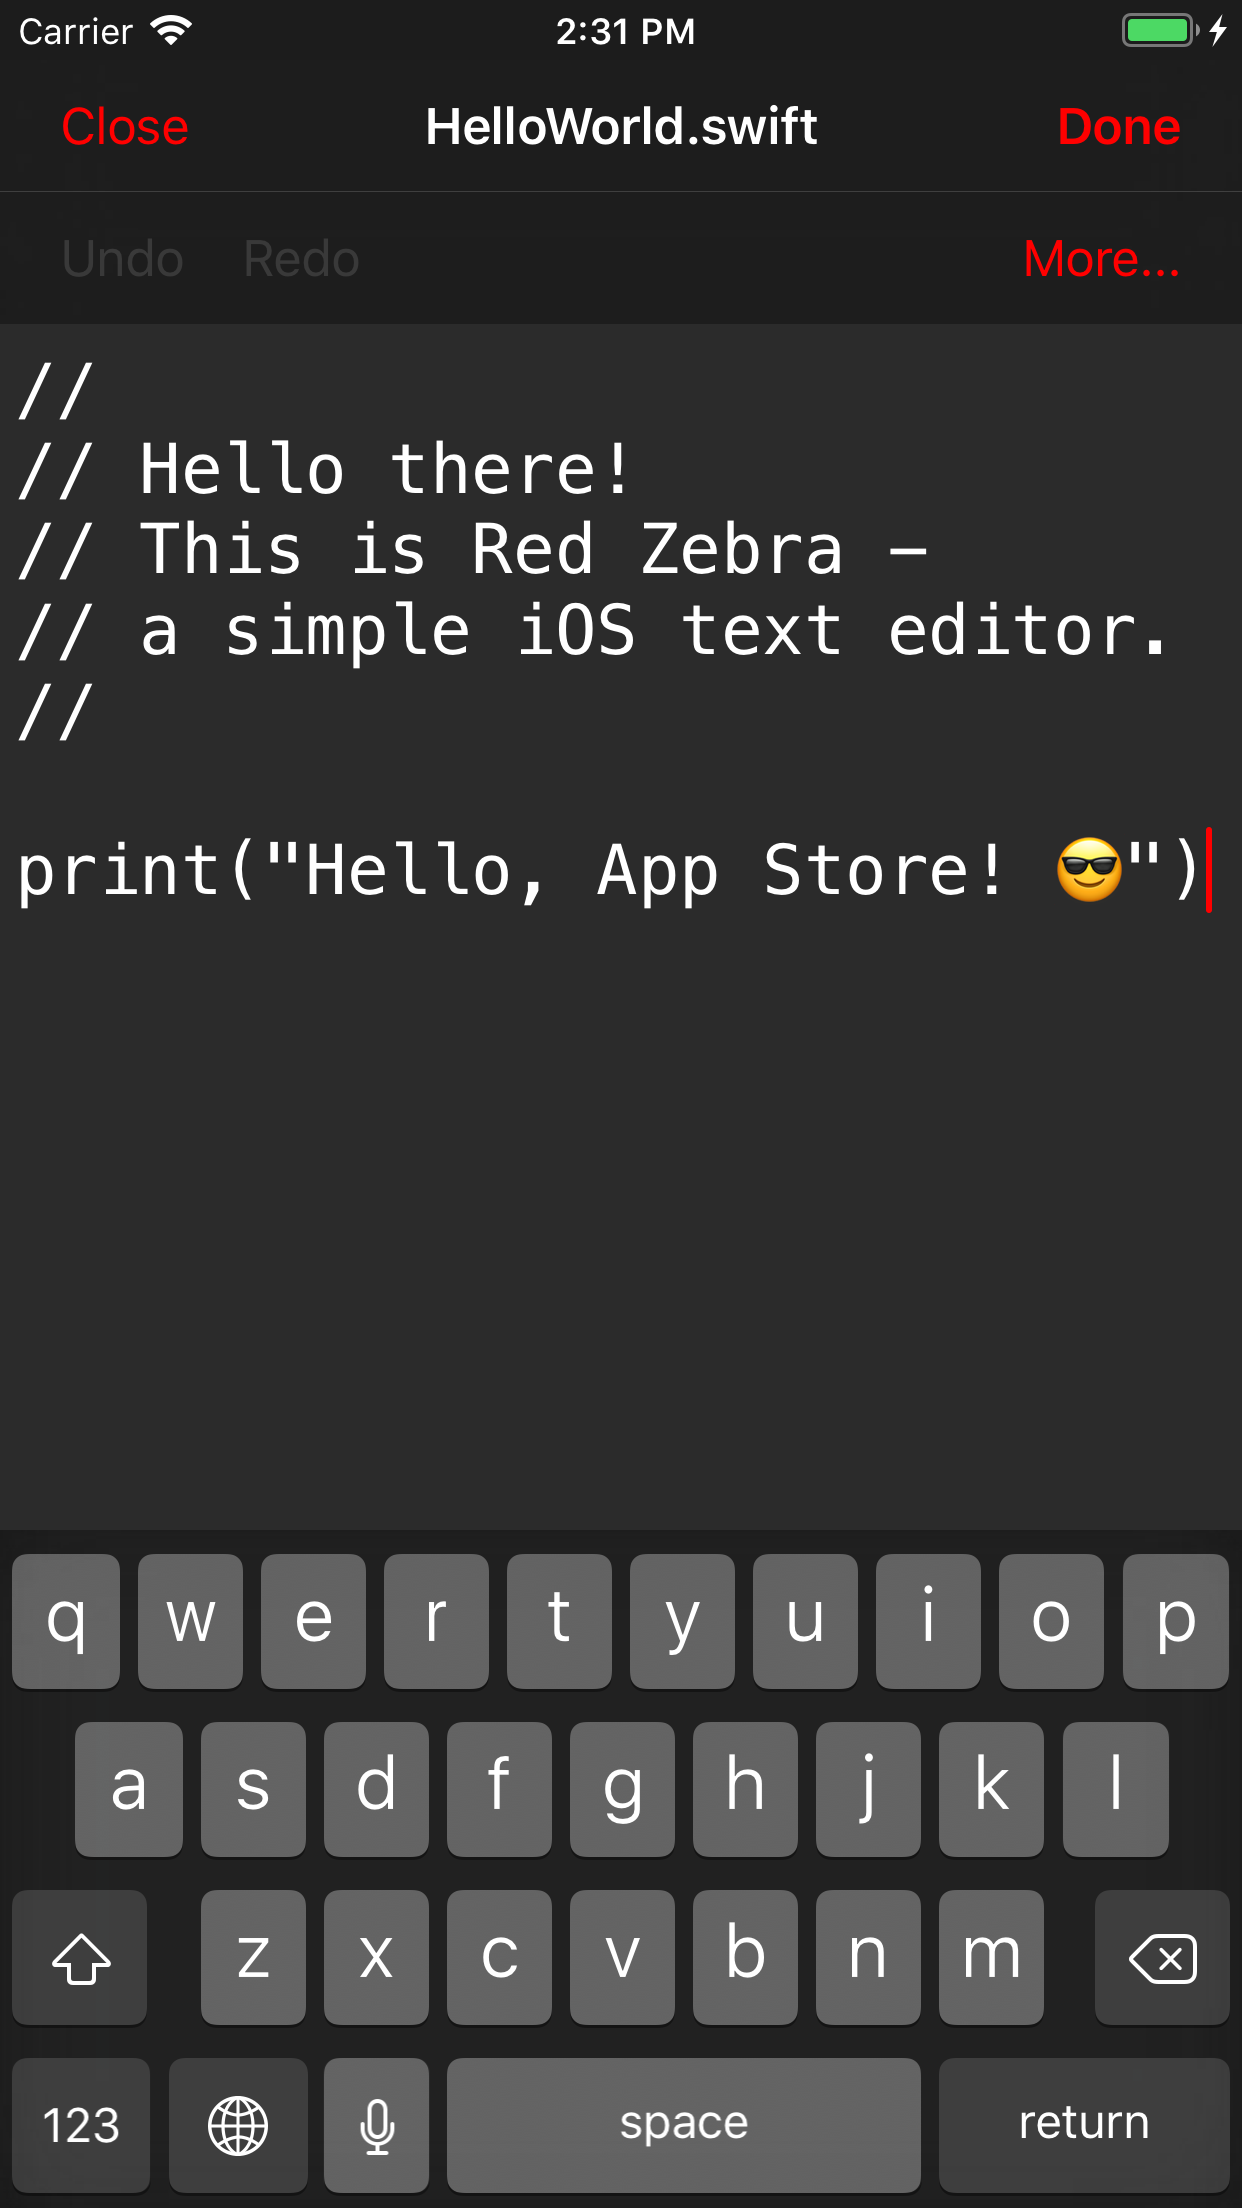 Carrier 2:31 PM
Close HelloWorld.swift Done
Undo Redo More...
//
// Hello there!
// This is Red Zebra –
// a simple iOS text editor.
//
print("Hello, App Store! 😎")
q w e r t y u i o p
a s d f g h j k l
z x c v b n m
123 space return